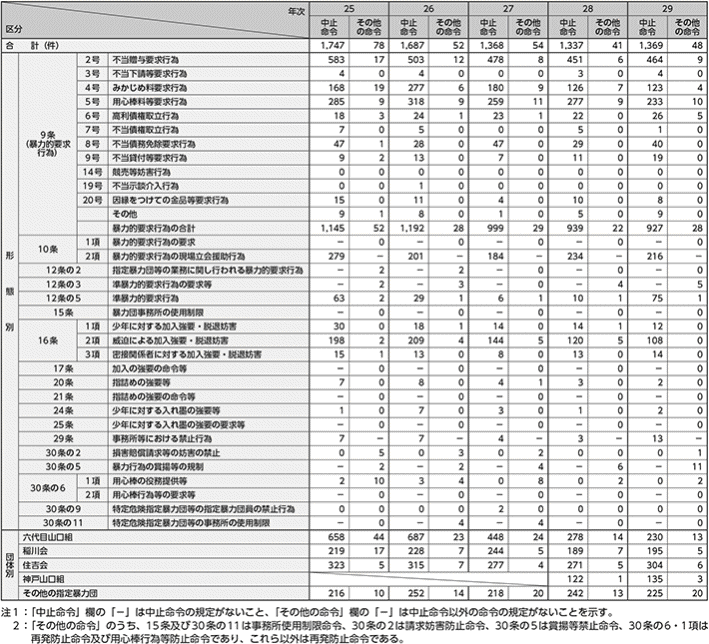 年次 25 26 27 28 29
区分 中止命令 その他の命令 中止命令 その他の命令 中止命令 その他の命令 中止命令 その他の命令 中止命令 その他の命令
合 計（件） 1,747 78 1,687 52 1,368 54 1,337 41 1,369 48
形態別
9条（暴力的要求行為）
2号 不当贈与要求行為 583 17 503 12 478 8 451 6 464 9
3号 不当下請等要求行為 4 0 4 0 0 0 3 0 4 0
4号 みかじめ料要求行為 168 19 277 6 180 9 126 7 123 4
5号 用心棒料等要求行為 285 9 318 9 259 11 277 9 233 10
6号 高利債権取立行為 18 3 24 1 23 1 22 0 26 5
7号 不当債権取立行為 7 0 5 0 0 0 5 0 1 0
8号 不当債務免除要求行為 47 1 28 0 47 0 29 0 40 0
9号 不当貸付等要求行為 9 2 13 0 7 0 11 0 19 0
14号 競売等妨害行為 0 0 0 0 0 0 0 0 0 0
19号 不当示談介入行為 0 0 1 0 0 0 0 0 0 0
20号 因縁をつけての金品等要求行為 15 0 11 0 4 0 10 0 8 0
その他 9 1 8 0 1 0 5 0 9 0
暴力的要求行為の合計 1,145 52 1,192 28 999 29 939 22 927 28
10条 1項 暴力的要求行為の要求 － 0 － 0 － 0 － 0 － 0
2項 暴力的要求行為の現場立会援助行為 279 － 201 － 184 － 234 － 216 －
12条の2 指定暴力団等の業務に関し行われる暴力的要求行為 － 2 － 2 － 0 － 0 － 0
12条の3 準暴力的要求行為の要求等 － 2 － 3 － 0 － 4 － 5
12条の5 準暴力的要求行為 63 2 29 1 6 1 10 1 75 1
15条 暴力団事務所の使用制限 － 0 － 0 － 0 － 0 － 0
16条 1項 少年に対する加入強要・脱退妨害 30 0 18 1 14 0 14 1 12 0
2項 威迫による加入強要・脱退妨害 198 2 209 4 144 5 120 5 108 0
3項 密接関係者に対する加入強要・脱退妨害 15 1 13 0 8 0 13 0 14 0
17条 加入の強要の命令等 － 0 － 0 － 0 － 0 － 0
20条 指詰めの強要等 7 0 8 0 4 1 3 0 2 0
21条 指詰めの強要の命令等 － 0 － 0 － 0 － 0 － 0
24条 少年に対する入れ墨の強要等 1 0 7 0 3 0 1 0 2 0
25条 少年に対する入れ墨の強要の要求等 － 0 － 0 － 0 － 0 － 0
29条 事務所等における禁止行為 7 － 7 － 4 － 3 － 13 －
30条の2 損害賠償請求等の妨害の禁止 0 5 0 3 0 2 0 0 0 1
30条の5 暴力行為の賞揚等の規制 － 2 － 2 － 4 － 6 － 11
30条の6 1項 用心棒の役務提供等 2 10 3 4 0 8 0 2 0 2
2項 用心棒行為等の要求等 － 0 － 0 － 0 － 0 － 0
30条の9 特定危険指定暴力団等の指定暴力団員の禁止行為 0 0 0 0 2 0 0 0 0 0
30条の11 特定危険指定暴力団等の事務所の使用制限 － 0 － 4 － 4 － 0 － 0
団体別
六代目山口組 658 44 687 23 448 24 278 14 230 13
稲川会 219 17 228 7 244 5 189 7 195 5
住吉会 323 5 315 7 277 4 271 5 304 6
神戸山口組 122 1 135 3
その他の指定暴力団 216 10 252 14 218 20 242 13 225 20
注1：「中止命令」欄の「－」は中止命令の規定がないこと、「その他の命令」欄の「－」は中止命令以外の命令の規定がないことを示す。
2：「その他の命令」のうち、15条及び30条の11は事務所使用制限命令、30条の2は請求妨害防止命令、30条の5は賞揚等禁止命令、30条の6・1項は
再発防止命令及び用心棒行為等防止命令であり、これら以外は再発防止命令である。